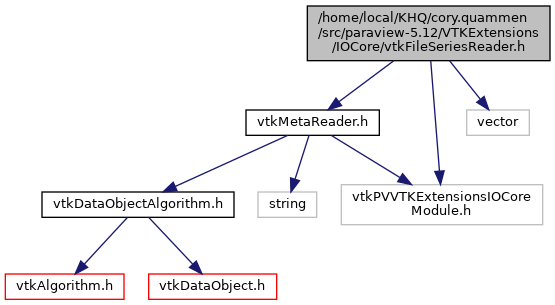 /home/local/KHQ/cory.quammen
/src/paraview-5.12/VTKExtensions
/IOCore/vtkFileSeriesReader.h
vtkMetaReader.h
vector
vtkDataObjectAlgorithm.h
string
vtkPVVTKExtensionsIOCore
Module.h
vtkAlgorithm.h
vtkDataObject.h